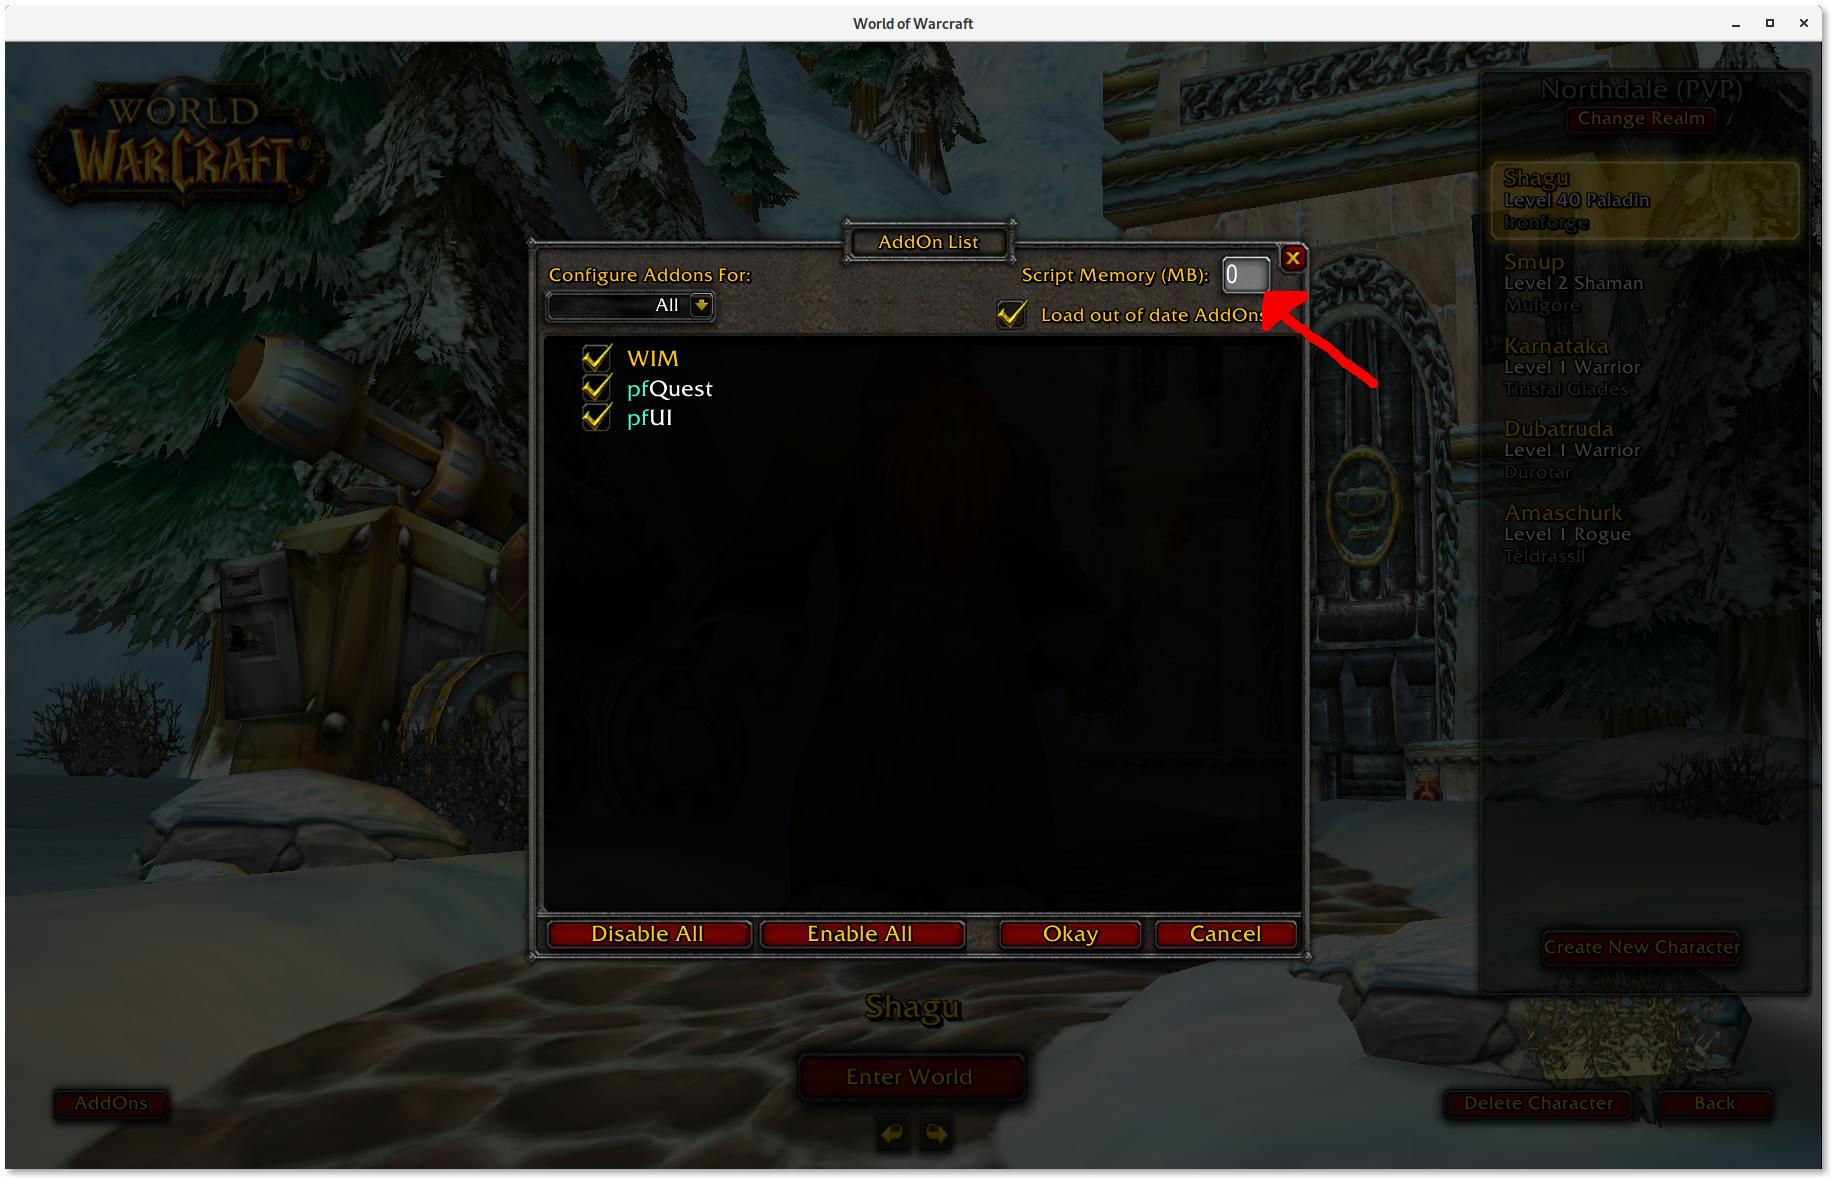 World of Warcraft
WORLD
OF
WARCRAFT®
Northdale (PVP)
Change Realm
Shagu
Level 40 Paladin
Ironforge
Smup
Level 2 Shaman
Mulgore
Karnataka
Level 1 Warrior
Tirisfal Glades
Dubatruda
Level 1 Warrior
Durotar
Amaschurk
Level 1 Rogue
Teldrassil
Create New Character
AddOn List
Configure Addons For:
All
Script Memory (MB): 0
Load out of date AddOns
WIM
pfQuest
pfUI
Disable All
Enable All
Okay
Cancel
Shagu
Enter World
AddOns
Delete Character
Back